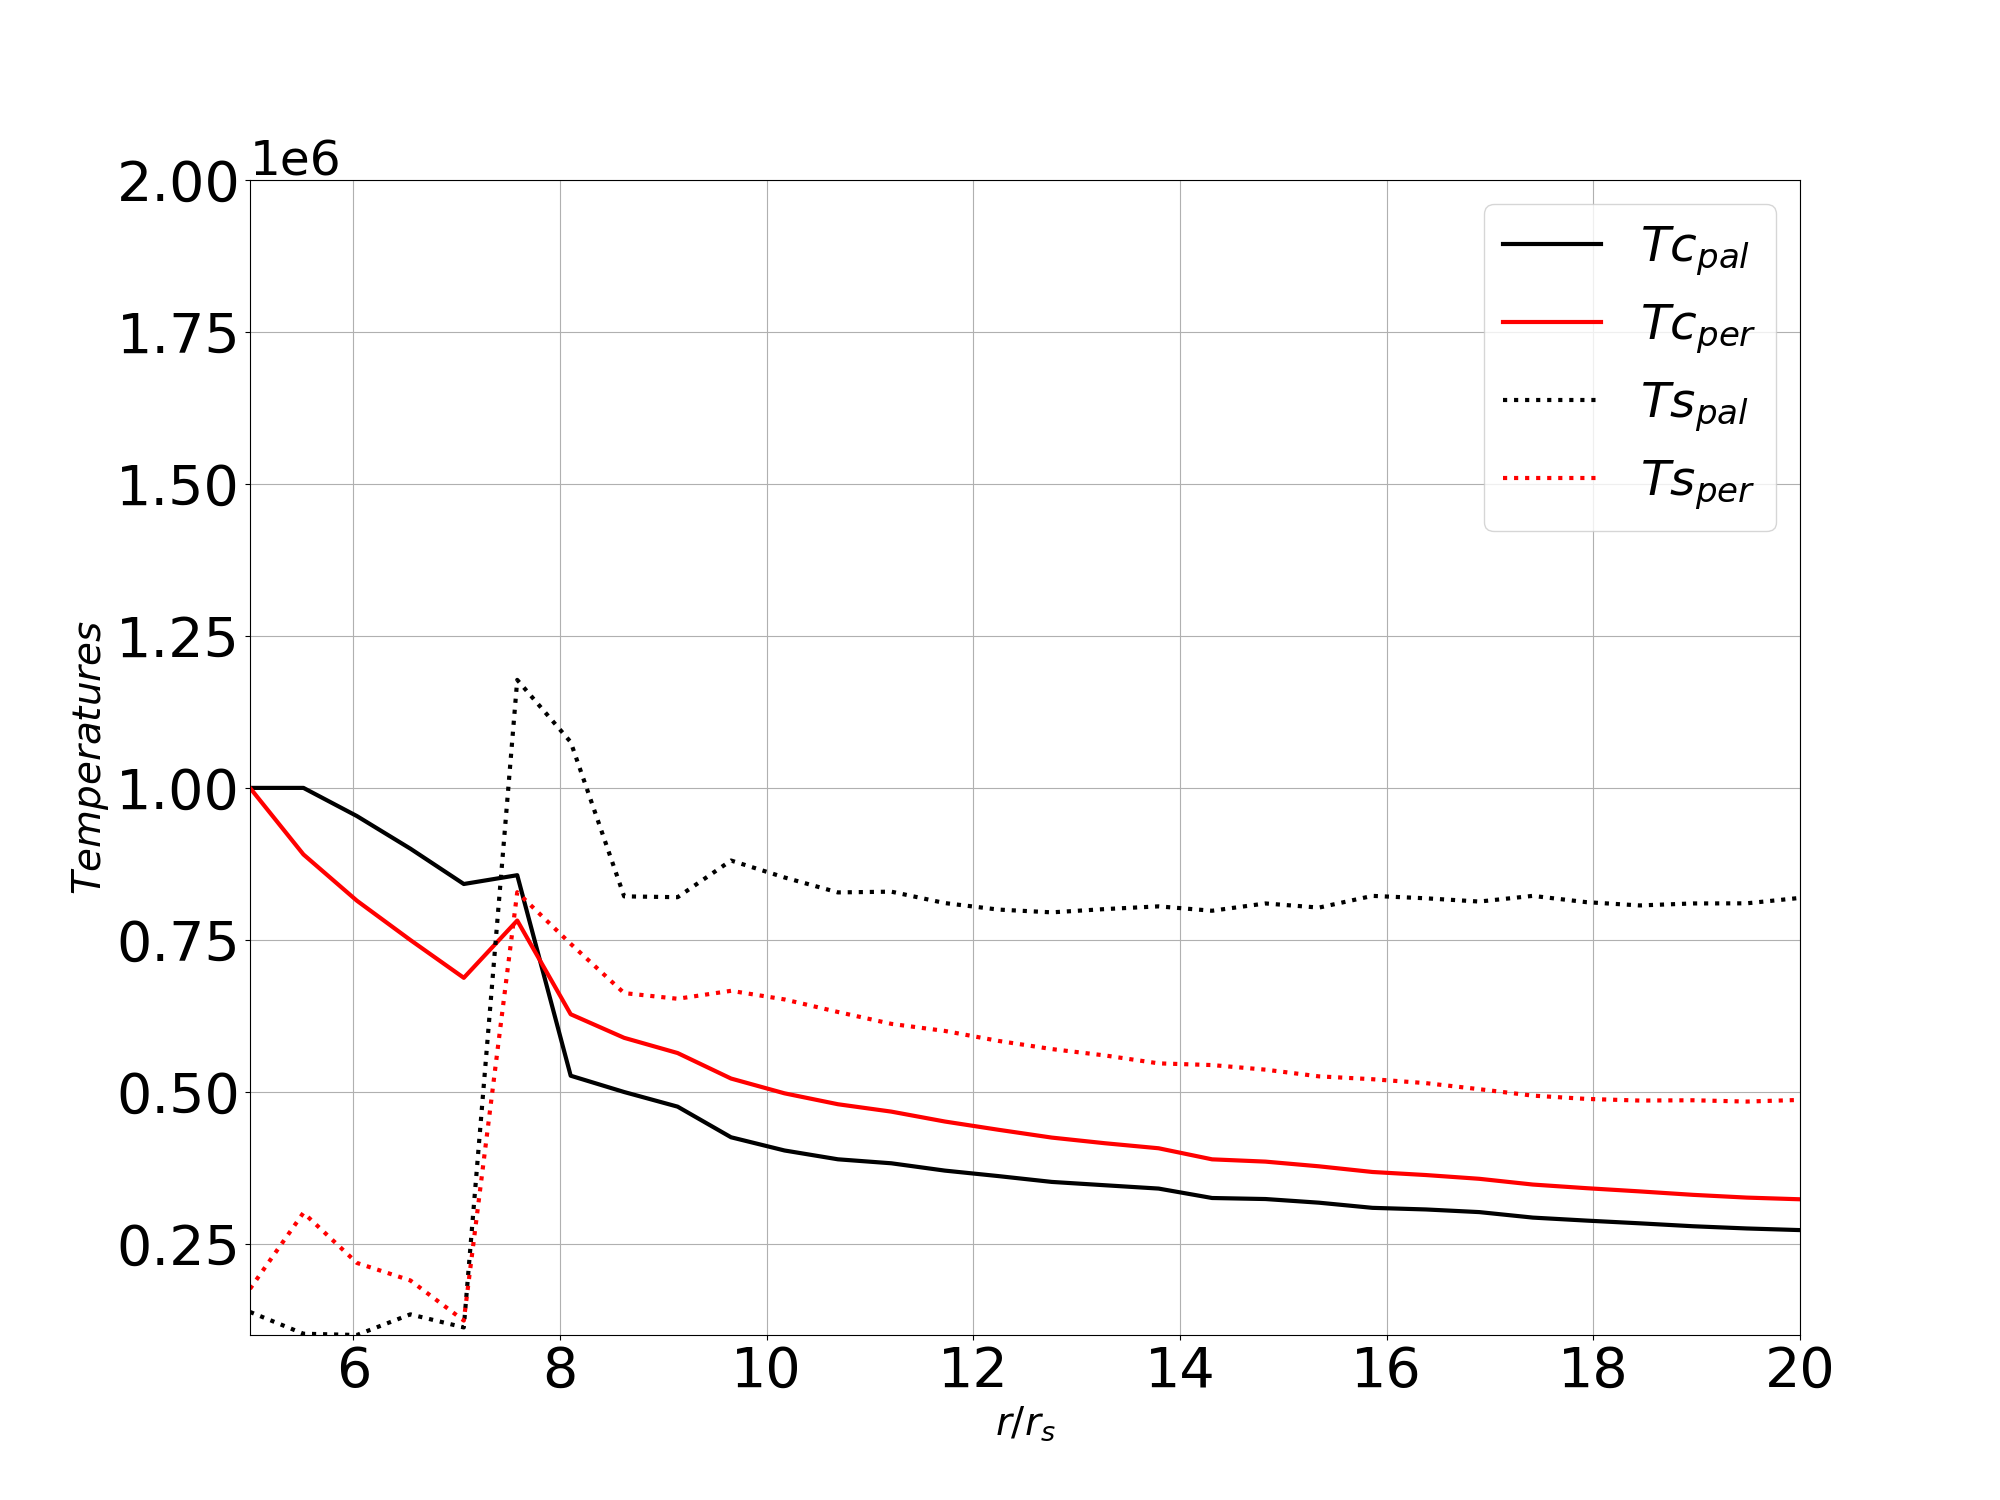 1e6
2.00
1.75
1.50
1.25
1.00
0.75
0.50
0.25
Temperatures
Tc_pal
Tc_per
Ts_pal
Ts_per
6 8 10 12 14 16 18 20
r/r_s